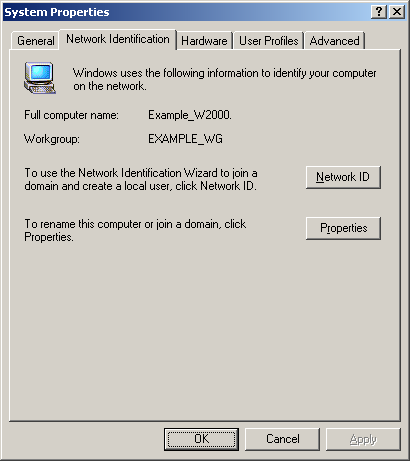 System Properties
General Network Identification Hardware User Profiles Advanced
Windows uses the following information to identify your computer
on the network.
Full computer name: Example_W2000.
Workgroup: EXAMPLE_WG
To use the Network Identification Wizard to join a
domain and create a local user, click Network ID.
Network ID
To rename this computer or join a domain, click
Properties.
Properties
OK Cancel Apply